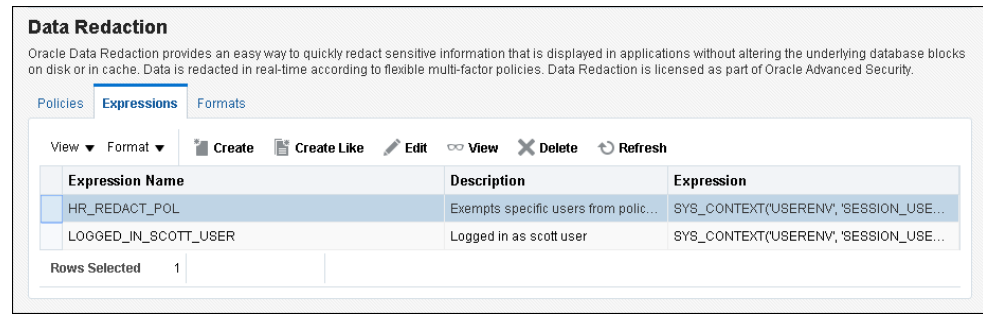 Data Redaction
Oracle Data Redaction provides an easy way to quickly redact sensitive information that is displayed in applications without altering the underlying database blocks
on disk or in cache. Data is redacted in real-time according to flexible multi-factor policies. Data Redaction is licensed as part of Oracle Advanced Security.
Policies Expressions Formats
View Format Create Create Like Edit View Delete Refresh
Expression Name Description Expression
HR_REDACT_POL Exempts specific users from polic... SYS_CONTEXT('USERENV', 'SESSION_USE...
LOGGED_IN_SCOTT_USER Logged in as scott user SYS_CONTEXT('USERENV', 'SESSION_USE...
Rows Selected 1